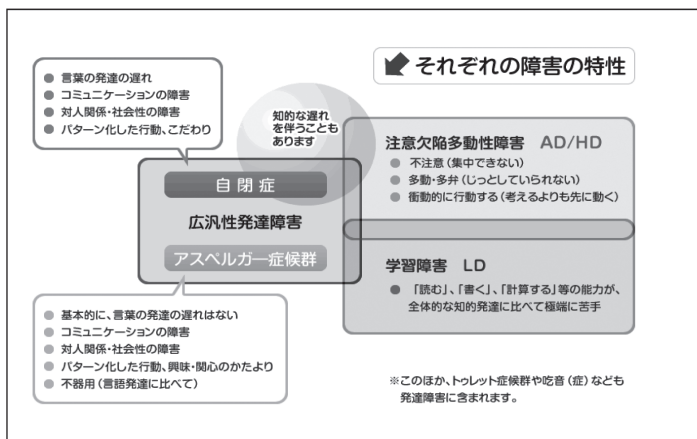 それぞれの障害の特性
言葉の発達の遅れ
コミュニケーションの障害
対人関係・社会性の障害
パターン化した行動、こだわり
知的な遅れ
を伴うことも
あります
自閉症
広汎性発達障害
アスペルガー症候群
基本的に、言葉の発達の遅れはない
コミュニケーションの障害
対人関係・社会性の障害
パターン化した行動、興味・関心のかたより
不器用（言語発達に比べて）
注意欠陥多動性障害 AD/HD
不注意（集中できない）
多動・多弁（じっとしていられない）
衝動的に行動する（考えるよりも先に動く）
学習障害 LD
「読む」、「書く」、「計算する」等の能力が、
全体的な知的発達に比べて極端に苦手
※このほか、トゥレット症候群や吃音（症）なども
発達障害に含まれます。